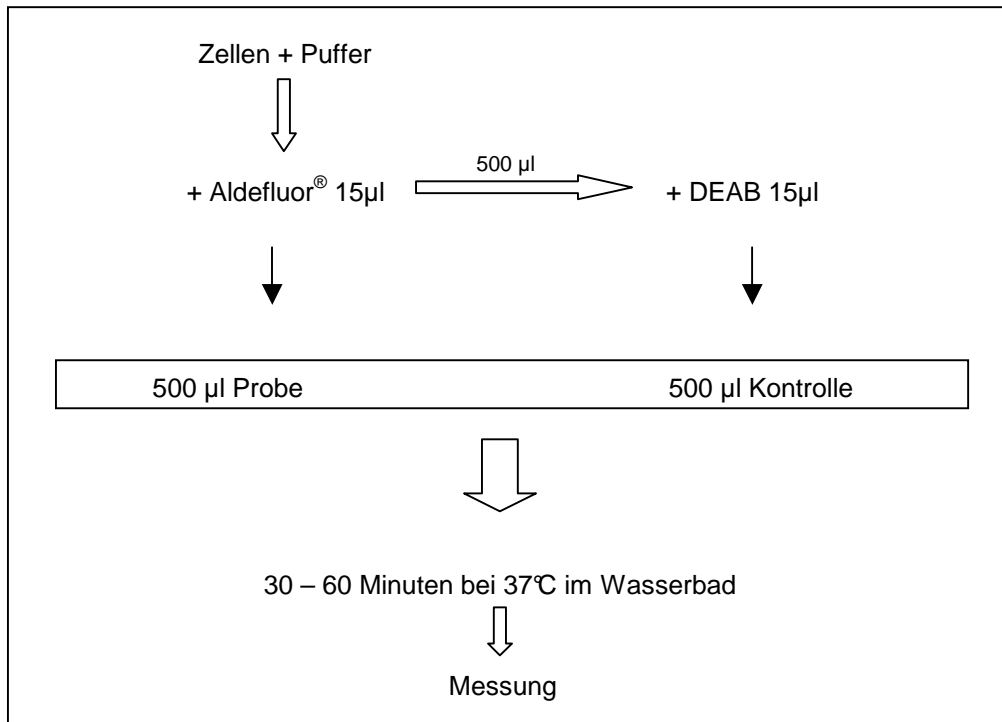 Zellen + Puffer
+ Aldefluor® 15µl
500 µl
+ DEAB 15µl
500 µl Probe
500 µl Kontrolle
30 – 60 Minuten bei 37°C im Wasserbad
Messung